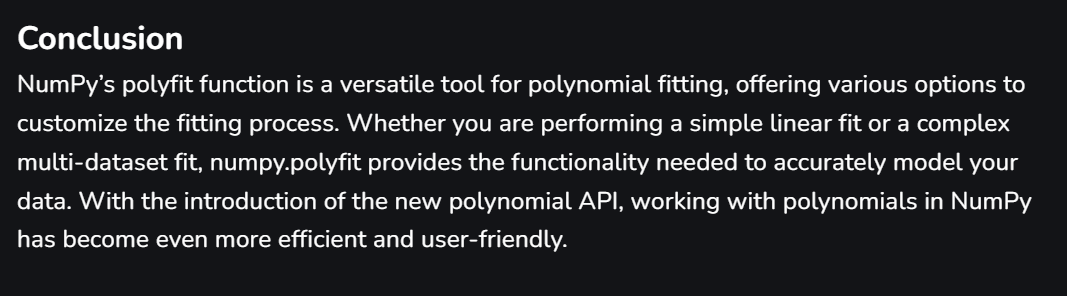 Conclusion
NumPy’s polyfit function is a versatile tool for polynomial fitting, offering various options to
customize the fitting process. Whether you are performing a simple linear fit or a complex
multi-dataset fit, numpy.polyfit provides the functionality needed to accurately model your
data. With the introduction of the new polynomial API, working with polynomials in NumPy
has become even more efficient and user-friendly.